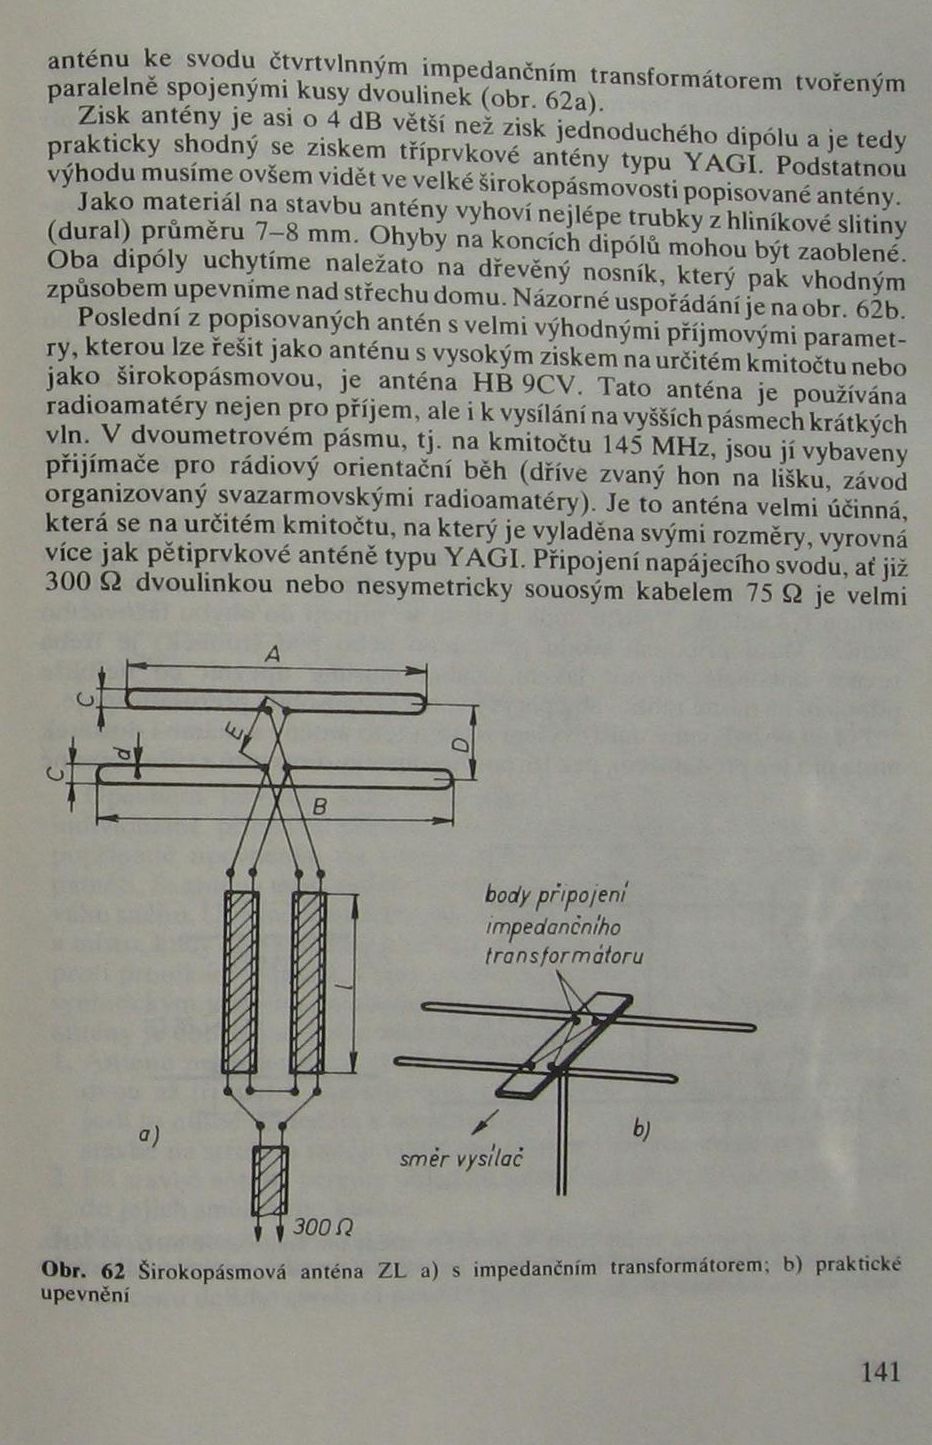 anténu ke svodu čtvrtvlnným impedančním transformátorem tvořeným
paralelně spojenými kusy dvoulinek (obr. 62a).
Zisk antény je asi o 4 dB větší než zisk jednoduchého dipólu a je tedy
prakticky shodný se ziskem tříprvkové antény typu YAGI. Podstatnou
výhodu musíme ovšem vidět ve velké širokopásmovosti popisované antény.
Jako materiál na stavbu antény vyhoví nejlépe trubky z hliníkové slitiny
(dural) průměru 7–8 mm. Ohyby na koncích dipólů mohou být zaoblené.
Oba dipóly uchytíme naležato na dřevěný nosník, který pak vhodným
způsobem upevníme nad střechu domu. Názorné uspořádání je na obr. 62b.
Poslední z popisovaných antén s velmi výhodnými příjmovými paramet-
ry, kterou lze řešit jako anténu s vysokým ziskem na určitém kmitočtu nebo
jako širokopásmovou, je anténa HB 9CV. Tato anténa je používána
radioamatéry nejen pro příjem, ale i k vysílání na vyšších pásmech krátkých
vln. V dvoumetrovém pásmu, tj. na kmitočtu 145 MHz, jsou jí vybaveny
přijímače pro rádiový orientační běh (dříve zvaný hon na lišku, závod
organizovaný svazarmovskými radioamatéry). Je to anténa velmi účinná,
která se na určitém kmitočtu, na který je vyladěna svými rozměry, vyrovná
více jak pětiprvkové anténě typu YAGI. Připojení napájecího svodu, ať již
300 Ω dvoulinkou nebo nesymetricky souosým kabelem 75 Ω je velmi
A
C
E
D
d
C
B
l
body připojení
impedančního
transformátoru
a)
b)
směr vysílač
300 Ω
Obr. 62 Širokopásmová anténa ZL a) s impedančním transformátorem; b) praktické
upevnění
141